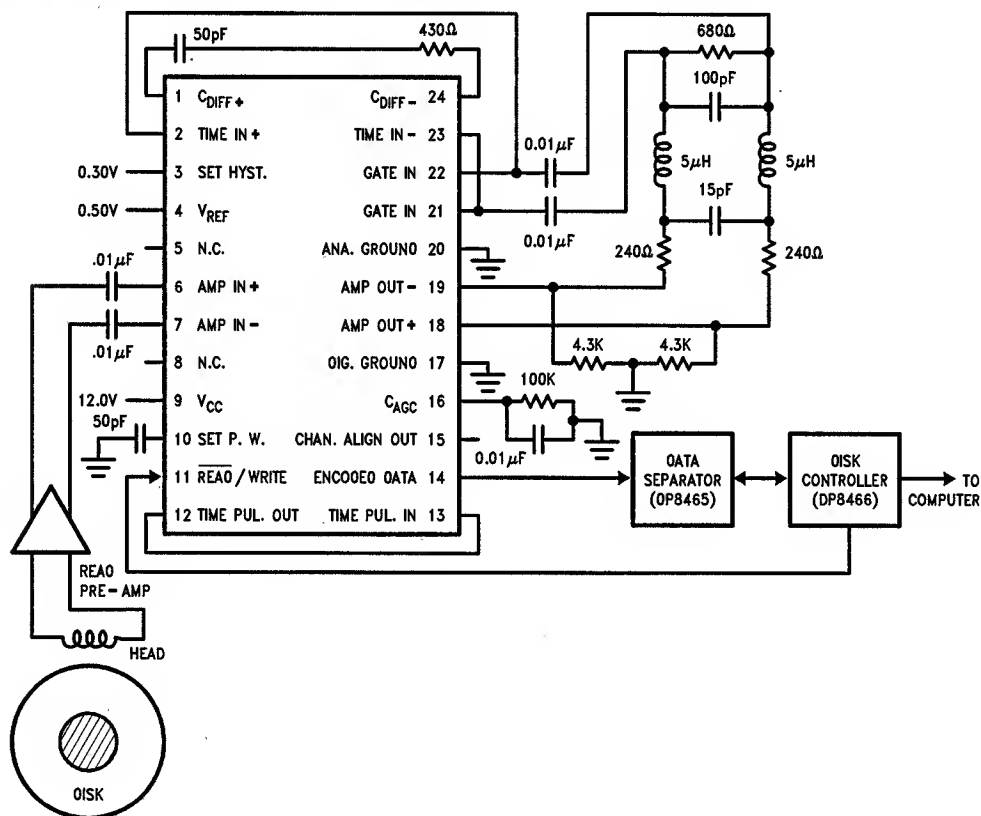 50pF
430Ω
680Ω
100pF
1 CDIFF+
CDIFF- 24
2 TIME IN+
TIME IN- 23
0.01μF
5μH
5μH
0.30V
3 SET HYST.
GATE IN 22
15pF
0.50V
4 VREF
GATE IN 21
0.01μF
5 N.C.
ANA. GROUNO 20
240Ω
240Ω
.01μF
6 AMP IN+
AMP OUT- 19
7 AMP IN-
AMP OUT+ 18
.01μF
4.3K
4.3K
8 N.C.
OIG. GROUNO 17
100K
12.0V
9 VCC
CAGC 16
50pF
10 SET P. W.
CHAN. ALIGN OUT 15
0.01μF
11 REAO/WRITE
ENCOOEO OATA 14
OATA
SEPARATOR
(OP8465)
OISK
CONTROLLER
(DP8466)
TO
COMPUTER
12 TIME PUL. OUT
TIME PUL. IN 13
REAO
PRE-AMP
HEAD
OISK